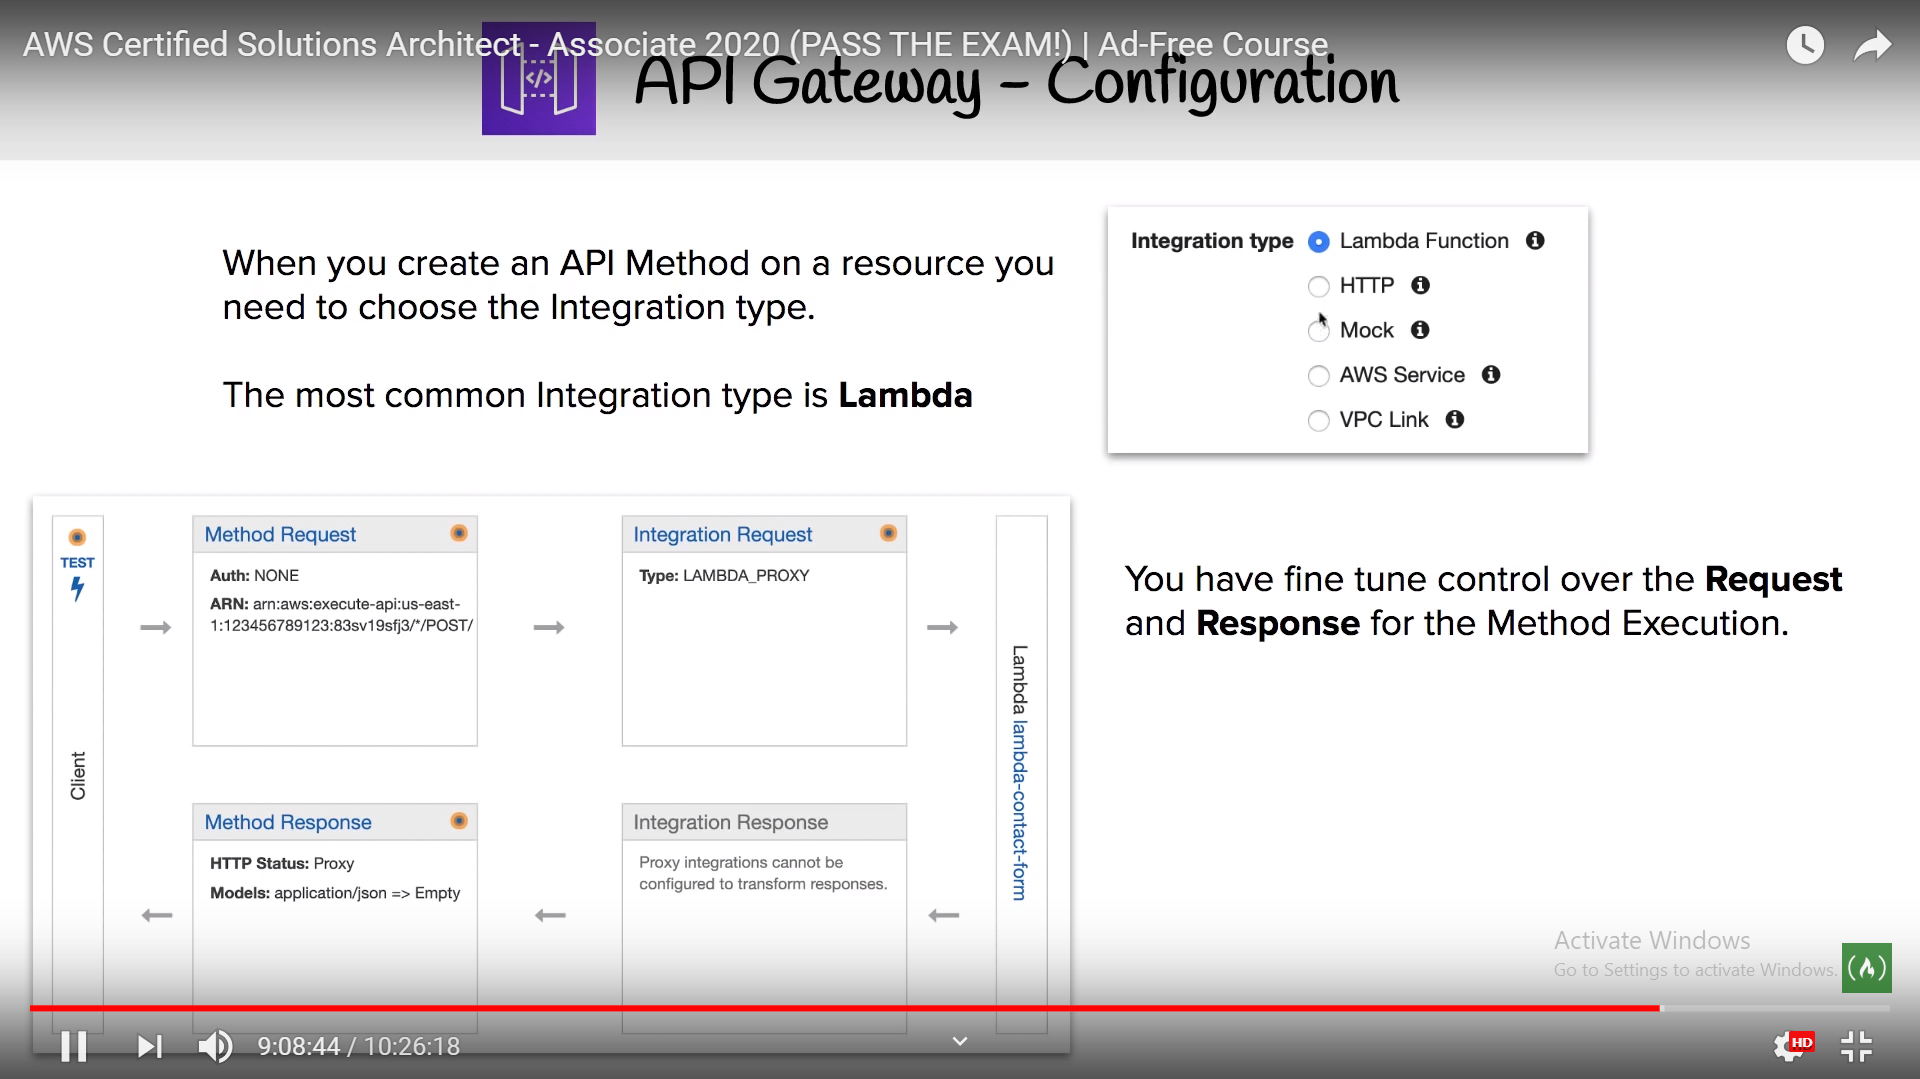 AWS Certified Solutions Architect - Associate 2020 (PASS THE EXAM!) | Ad-Free Course
API Gateway – Configuration
When you create an API Method on a resource you
need to choose the Integration type.
The most common Integration type is Lambda
Integration type Lambda Function
HTTP
Mock
AWS Service
VPC Link
TEST
Client
Method Request
Auth: NONE
ARN: arn:aws:execute-api:us-east-
1:123456789123:83sv19sfj3/*/POST/
Integration Request
Type: LAMBDA_PROXY
Lambda lambda-contact-form
Method Response
HTTP Status: Proxy
Models: application/json => Empty
Integration Response
Proxy integrations cannot be
configured to transform responses.
You have fine tune control over the Request
and Response for the Method Execution.
Activate Windows
Go to Settings to activate Windows.
9:08:44 / 10:26:18
HD